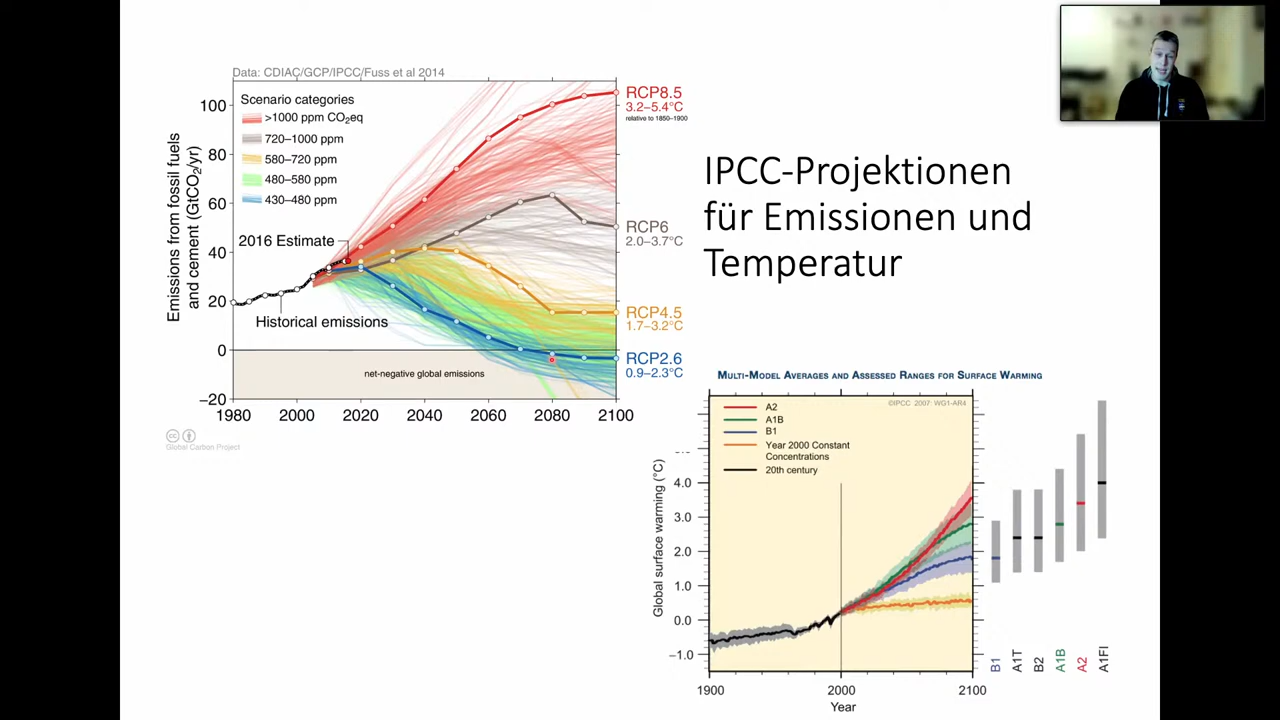 Data: CDIAC/GCP/IPCC/Fuss et al 2014
Scenario categories
>1000 ppm CO₂eq
720–1000 ppm
580–720 ppm
480–580 ppm
430–480 ppm
2016 Estimate
Historical emissions
net-negative global emissions
Emissions from fossil fuels
and cement (GtCO₂/yr)
100
80
60
40
20
0
−20
1980
2000
2020
2040
2060
2080
2100
RCP8.5
3.2–5.4°C
relative to 1850–1900
RCP6
2.0–3.7°C
RCP4.5
1.7–3.2°C
RCP2.6
0.9–2.3°C
cc
Global Carbon Project
IPCC-Projektionen
für Emissionen und
Temperatur
Multi-Model Averages and Assessed Ranges for Surface Warming
©IPCC 2007: WG1-AR4
A2
A1B
B1
Year 2000 Constant
Concentrations
20th century
Global surface warming (°C)
4.0
3.0
2.0
1.0
0.0
−1.0
1900
2000
2100
Year
B1
A1T
B2
A1B
A2
A1FI